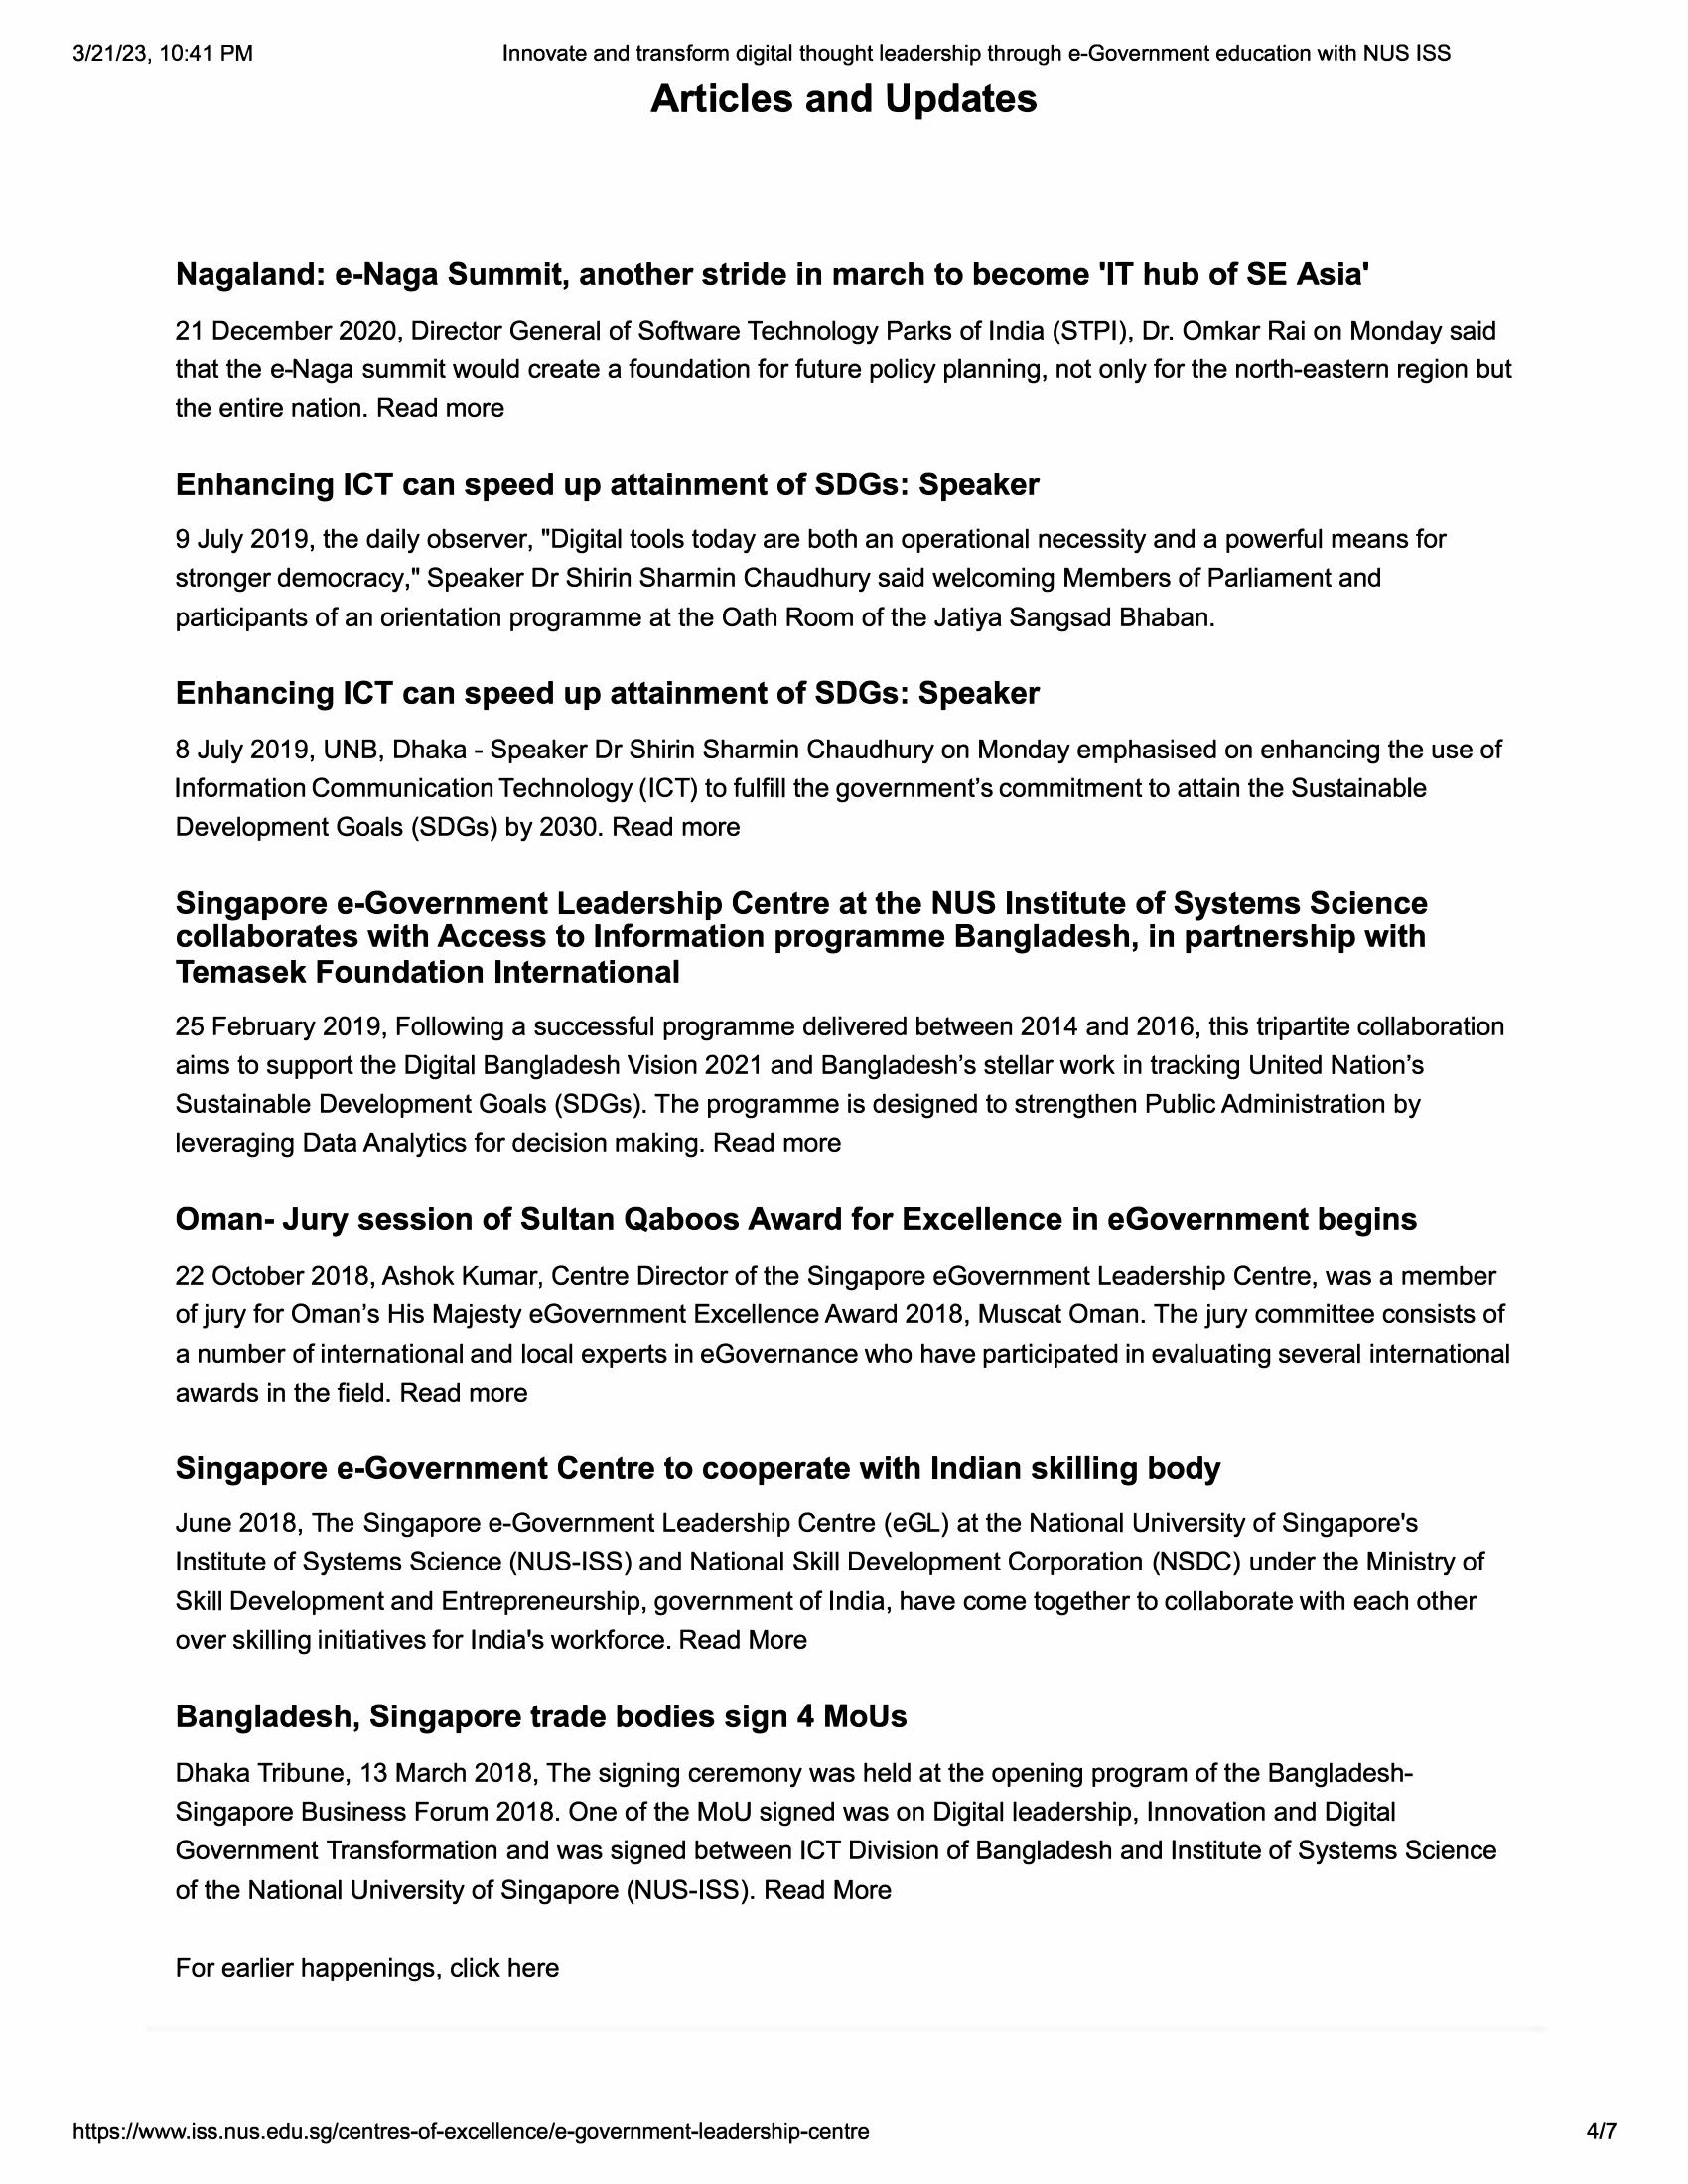 3/21/23, 10:41 PM
Innovate and transform digital thought leadership through e-Government education with NUS ISS
Articles and Updates
Nagaland: e-Naga Summit, another stride in march to become 'IT hub of SE Asia'
21 December 2020, Director General of Software Technology Parks of India (STPI), Dr. Omkar Rai on Monday said
that the e-Naga summit would create a foundation for future policy planning, not only for the north-eastern region but
the entire nation. Read more
Enhancing ICT can speed up attainment of SDGs: Speaker
9 July 2019, the daily observer, "Digital tools today are both an operational necessity and a powerful means for
stronger democracy," Speaker Dr Shirin Sharmin Chaudhury said welcoming Members of Parliament and
participants of an orientation programme at the Oath Room of the Jatiya Sangsad Bhaban.
Enhancing ICT can speed up attainment of SDGs: Speaker
8 July 2019, UNB, Dhaka - Speaker Dr Shirin Sharmin Chaudhury on Monday emphasised on enhancing the use of
Information Communication Technology (ICT) to fulfill the government’s commitment to attain the Sustainable
Development Goals (SDGs) by 2030. Read more
Singapore e-Government Leadership Centre at the NUS Institute of Systems Science
collaborates with Access to Information programme Bangladesh, in partnership with
Temasek Foundation International
25 February 2019, Following a successful programme delivered between 2014 and 2016, this tripartite collaboration
aims to support the Digital Bangladesh Vision 2021 and Bangladesh’s stellar work in tracking United Nation’s
Sustainable Development Goals (SDGs). The programme is designed to strengthen Public Administration by
leveraging Data Analytics for decision making. Read more
Oman- Jury session of Sultan Qaboos Award for Excellence in eGovernment begins
22 October 2018, Ashok Kumar, Centre Director of the Singapore eGovernment Leadership Centre, was a member
of jury for Oman’s His Majesty eGovernment Excellence Award 2018, Muscat Oman. The jury committee consists of
a number of international and local experts in eGovernance who have participated in evaluating several international
awards in the field. Read more
Singapore e-Government Centre to cooperate with Indian skilling body
June 2018, The Singapore e-Government Leadership Centre (eGL) at the National University of Singapore's
Institute of Systems Science (NUS-ISS) and National Skill Development Corporation (NSDC) under the Ministry of
Skill Development and Entrepreneurship, government of India, have come together to collaborate with each other
over skilling initiatives for India's workforce. Read More
Bangladesh, Singapore trade bodies sign 4 MoUs
Dhaka Tribune, 13 March 2018, The signing ceremony was held at the opening program of the Bangladesh-
Singapore Business Forum 2018. One of the MoU signed was on Digital leadership, Innovation and Digital
Government Transformation and was signed between ICT Division of Bangladesh and Institute of Systems Science
of the National University of Singapore (NUS-ISS). Read More
For earlier happenings, click here
https://www.iss.nus.edu.sg/centres-of-excellence/e-government-leadership-centre
4/7